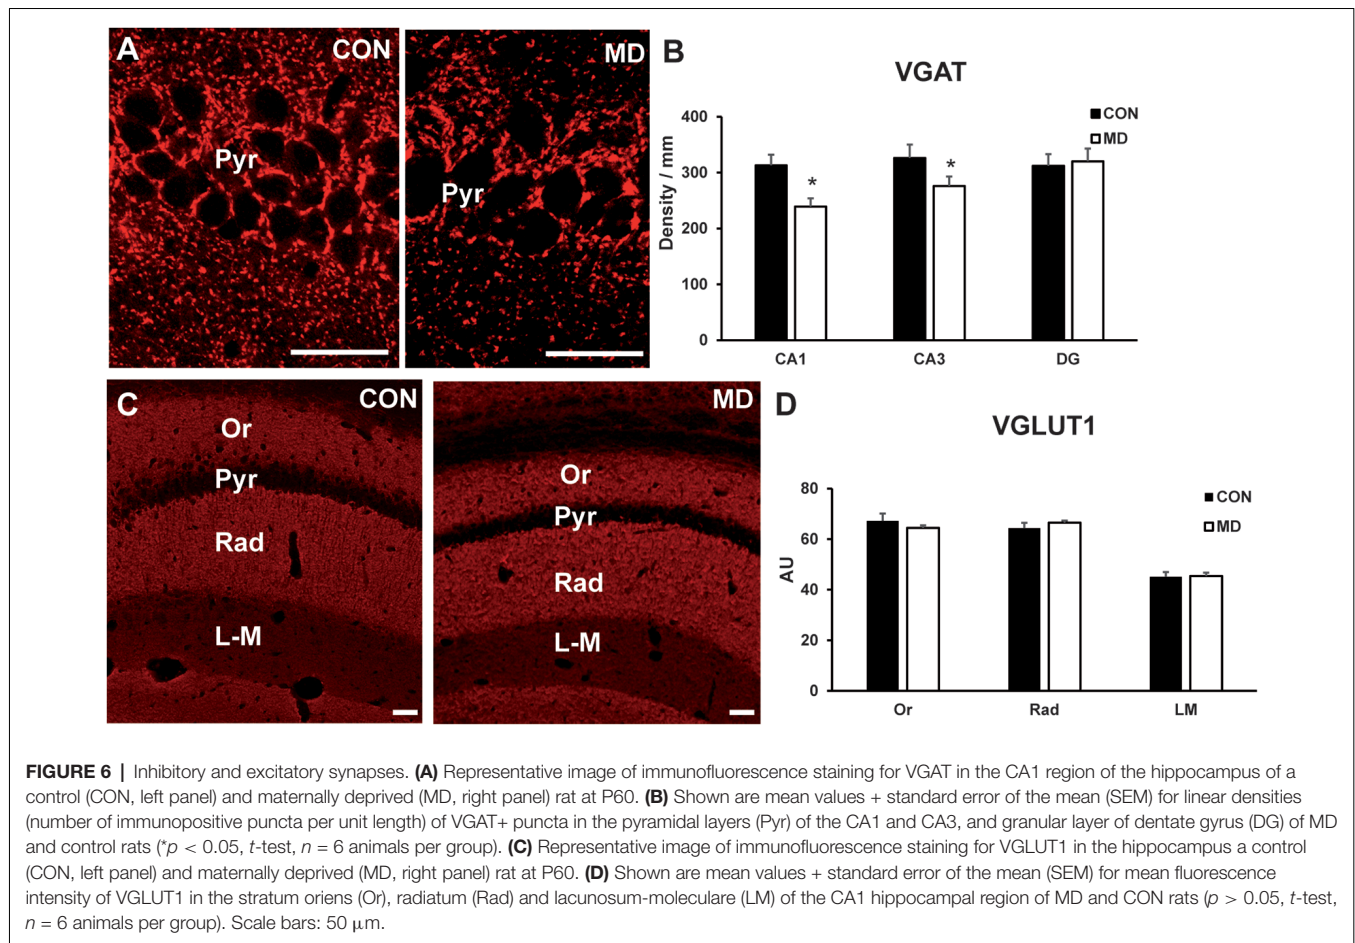 A
CON
Pyr
MD
Pyr
B
VGAT
CON
MD
Density / mm
400
300
200
100
0
*
*
CA1
CA3
DG
C
CON
Or
Pyr
Rad
L-M
MD
Or
Pyr
Rad
L-M
D
VGLUT1
CON
MD
AU
80
60
40
20
0
Or
Rad
LM
FIGURE 6 | Inhibitory and excitatory synapses. (A) Representative image of immunofluorescence staining for VGAT in the CA1 region of the hippocampus of a
control (CON, left panel) and maternally deprived (MD, right panel) rat at P60. (B) Shown are mean values + standard error of the mean (SEM) for linear densities
(number of immunopositive puncta per unit length) of VGAT+ puncta in the pyramidal layers (Pyr) of the CA1 and CA3, and granular layer of dentate gyrus (DG) of MD
and control rats (*p < 0.05, t-test, n = 6 animals per group). (C) Representative image of immunofluorescence staining for VGLUT1 in the hippocampus a control
(CON, left panel) and maternally deprived (MD, right panel) rat at P60. (D) Shown are mean values + standard error of the mean (SEM) for mean fluorescence
intensity of VGLUT1 in the stratum oriens (Or), radiatum (Rad) and lacunosum-moleculare (LM) of the CA1 hippocampal region of MD and CON rats (p > 0.05, t-test,
n = 6 animals per group). Scale bars: 50 μm.